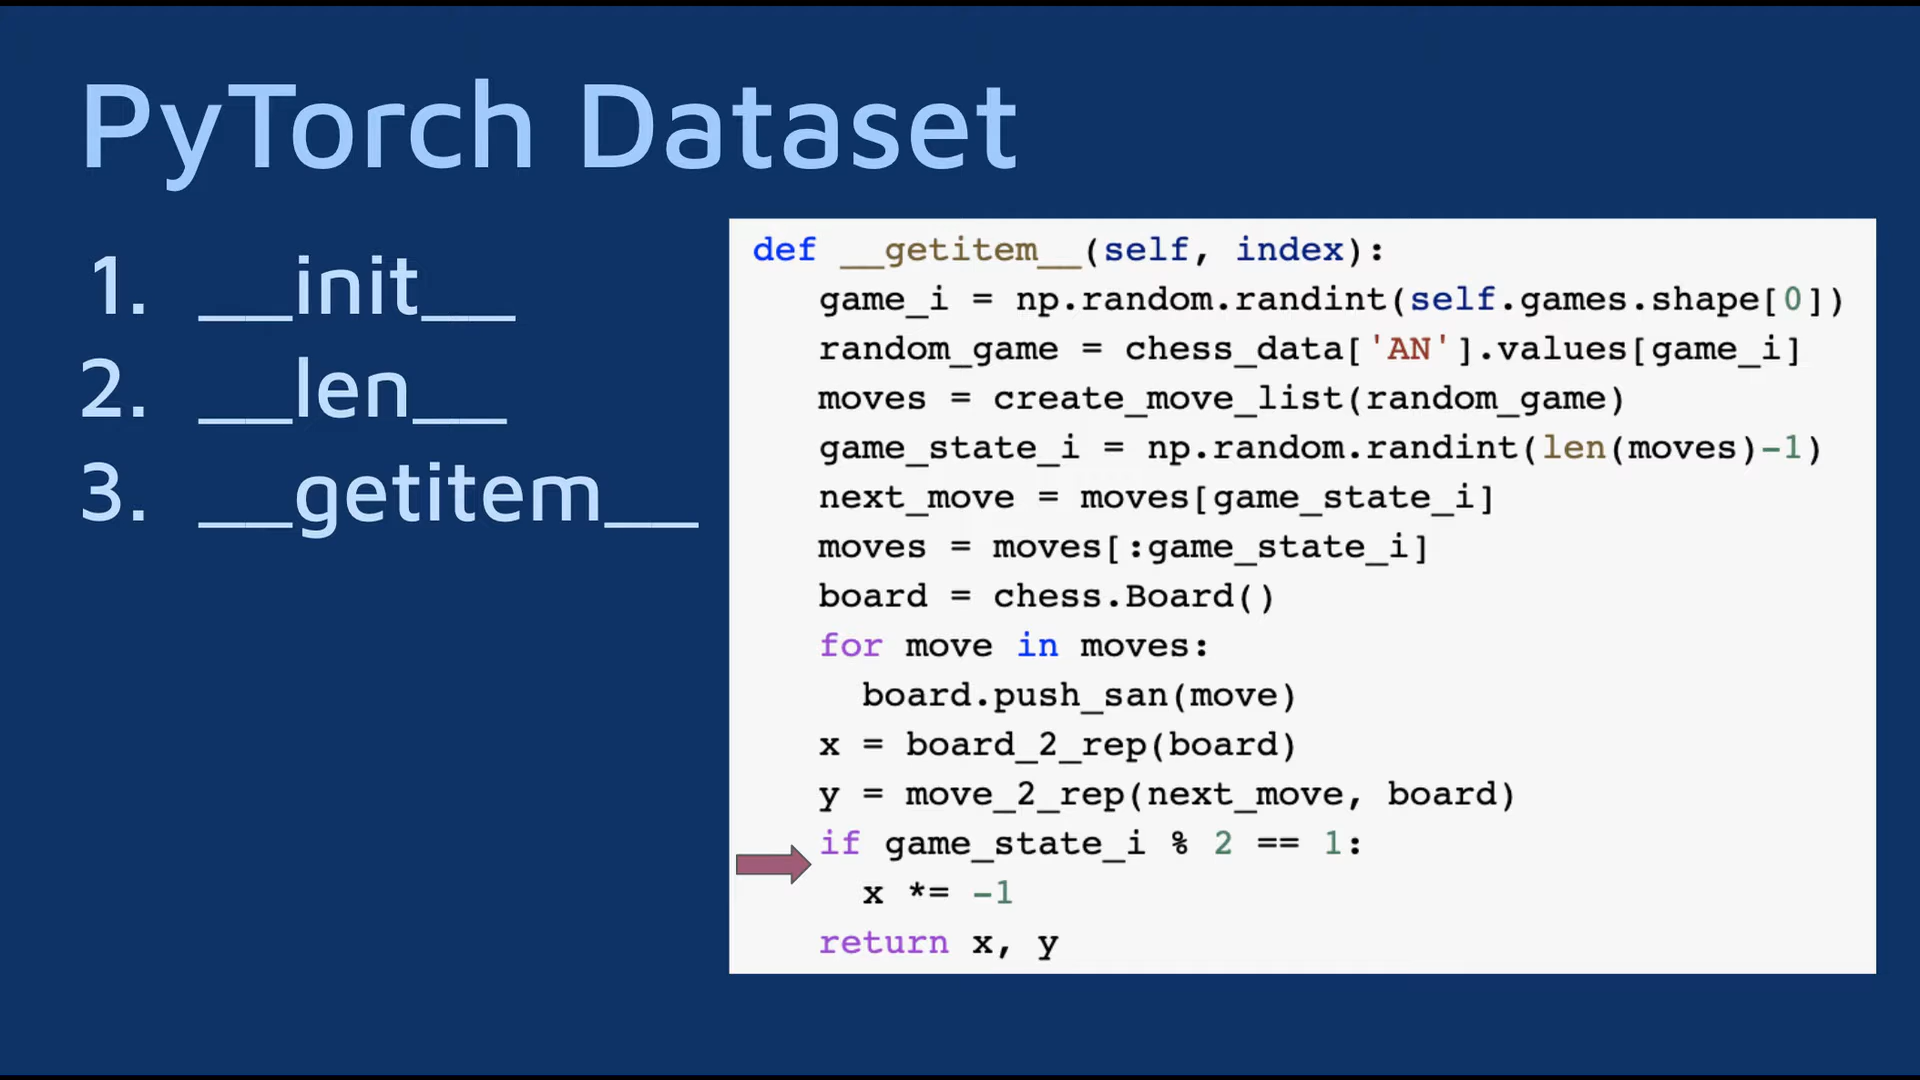 PyTorch Dataset
1. __init__
2. __len__
3. __getitem__
def __getitem__(self, index):
game_i = np.random.randint(self.games.shape[0])
random_game = chess_data['AN'].values[game_i]
moves = create_move_list(random_game)
game_state_i = np.random.randint(len(moves)-1)
next_move = moves[game_state_i]
moves = moves[:game_state_i]
board = chess.Board()
for move in moves:
board.push_san(move)
x = board_2_rep(board)
y = move_2_rep(next_move, board)
if game_state_i % 2 == 1:
x *= -1
return x, y